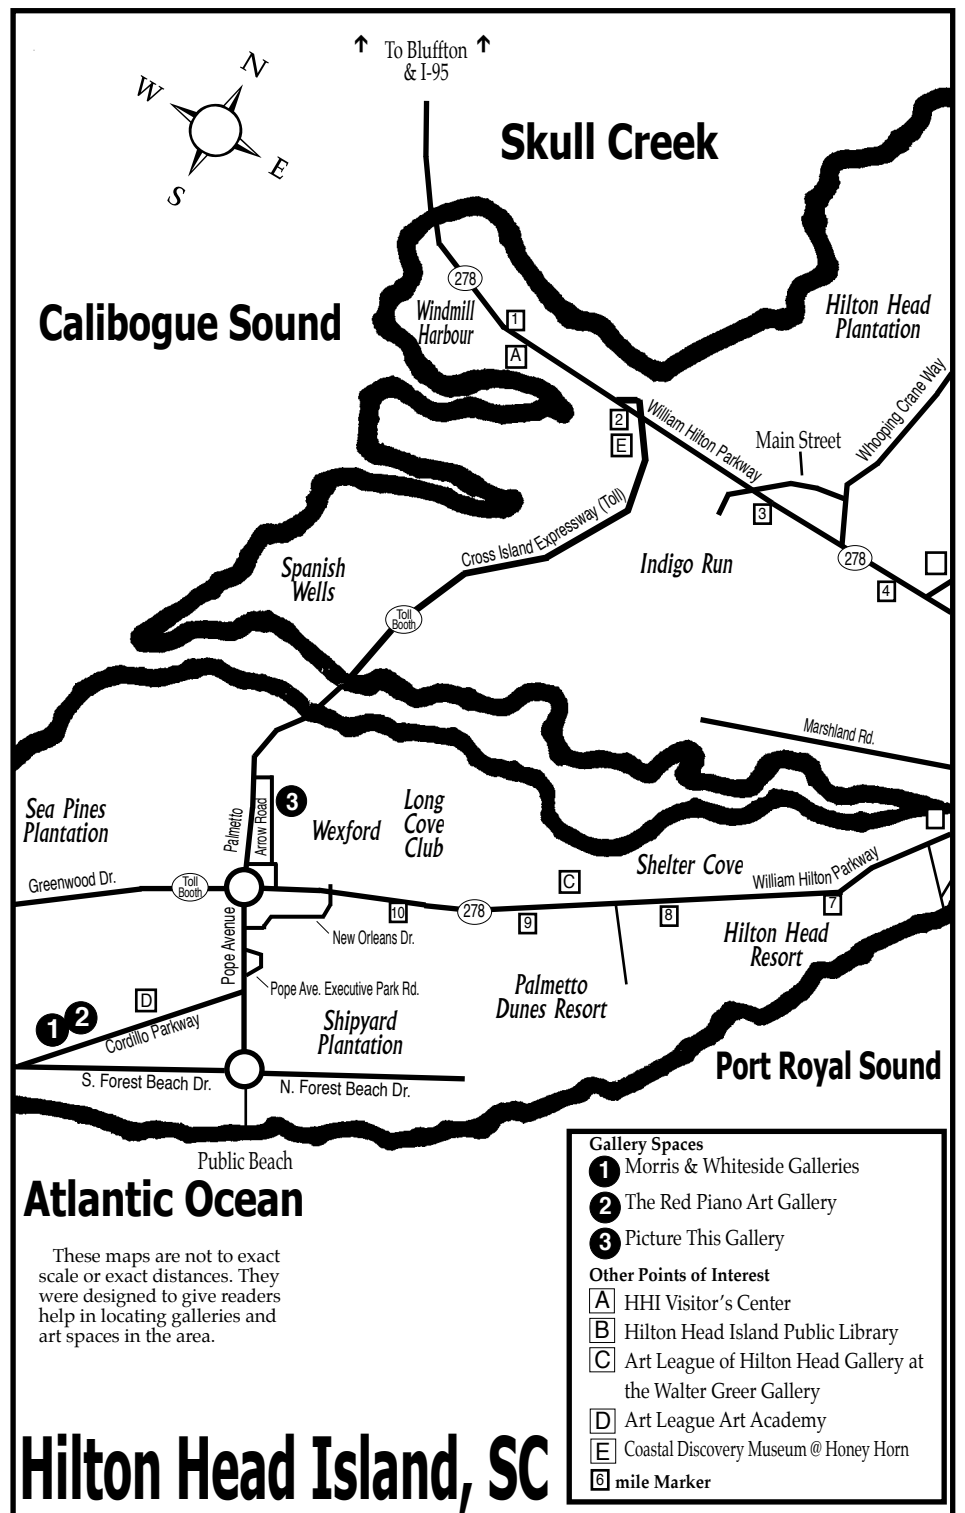 To Bluffton
& I-95
N
W
E
S
Skull Creek
Calibogue Sound
278
Windmill
Harbour
1
A
Hilton Head
Plantation
Whooping Crane Way
2
E
William Hilton Parkway
Main Street
3
Cross Island Expressway (Toll)
Spanish
Wells
Indigo Run
278
4
Toll
Booth
Marshland Rd.
Sea Pines
Plantation
Palmetto
Arrow Road
3
Wexford
Long
Cove
Club
Shelter Cove
William Hilton Parkway
Greenwood Dr.
Toll
Booth
C
10
278
9
8
7
Pope Avenue
New Orleans Dr.
Hilton Head
Resort
Pope Ave. Executive Park Rd.
Palmetto
Dunes Resort
D
1
2
Cordillo Parkway
Shipyard
Plantation
S. Forest Beach Dr.
N. Forest Beach Dr.
Port Royal Sound
Public Beach
Atlantic Ocean
These maps are not to exact
scale or exact distances. They
were designed to give readers
help in locating galleries and
art spaces in the area.
Gallery Spaces
1 Morris & Whiteside Galleries
2 The Red Piano Art Gallery
3 Picture This Gallery
Other Points of Interest
A HHI Visitor's Center
B Hilton Head Island Public Library
C Art League of Hilton Head Gallery at
the Walter Greer Gallery
D Art League Art Academy
E Coastal Discovery Museum @ Honey Horn
6 mile Marker
Hilton Head Island, SC